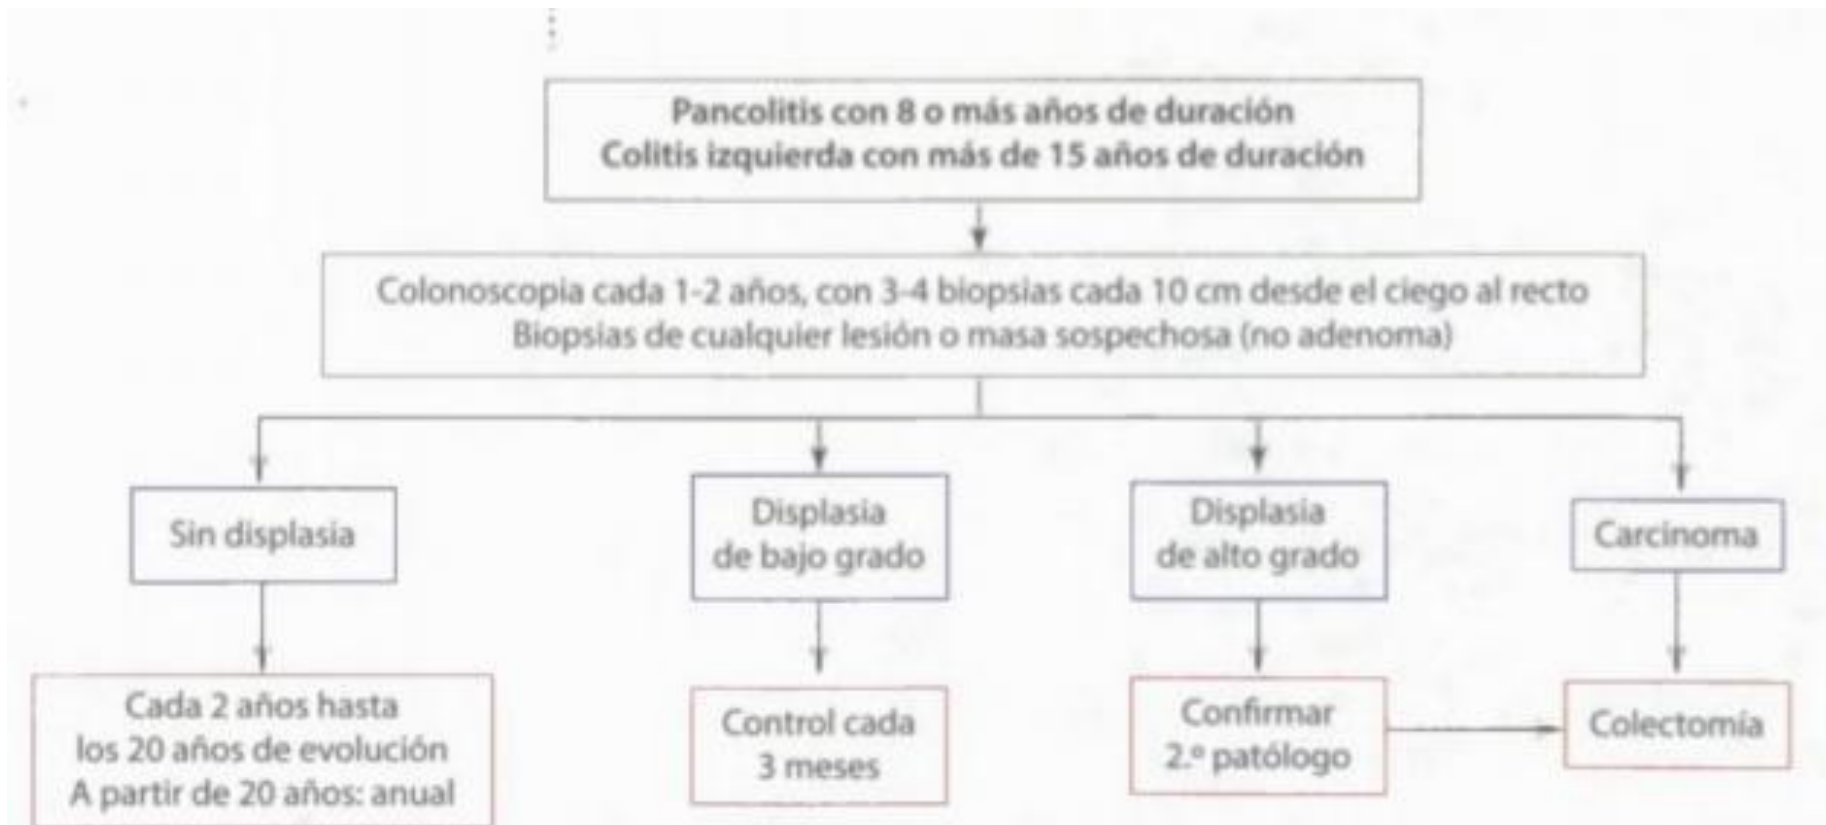 Pancolitis con 8 o más años de duración
Colitis izquierda con más de 15 años de duración
Colonoscopia cada 1-2 años, con 3-4 biopsias cada 10 cm desde el ciego al recto
Biopsias de cualquier lesión o masa sospechosa (no adenoma)
Sin displasia
Displasia
de bajo grado
Displasia
de alto grado
Carcinoma
Cada 2 años hasta
los 20 años de evolución
A partir de 20 años: anual
Control cada
3 meses
Confirmar
2.º patólogo
Colectomía